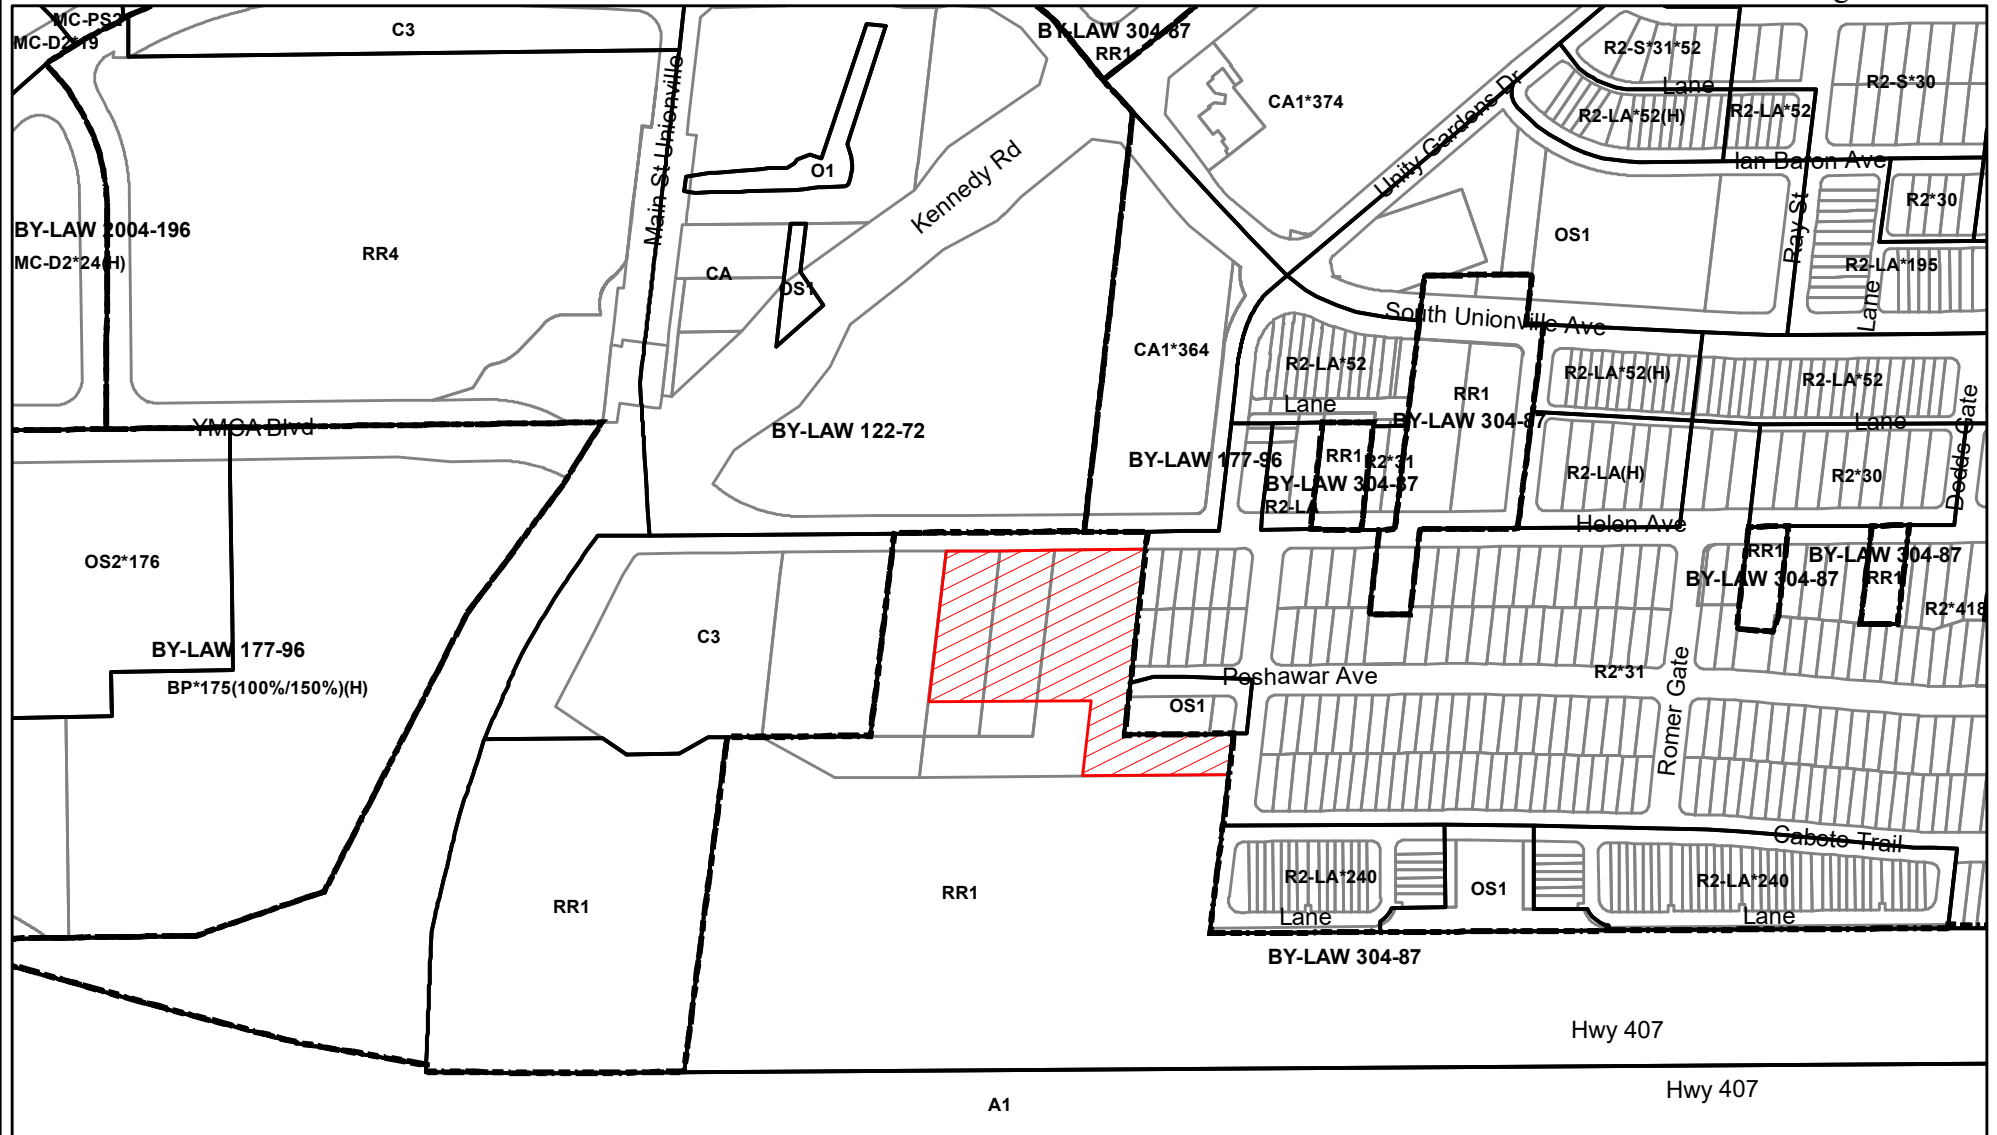 MC-PS2
MC-D2*19
C3
BY-LAW 304-87
RR1
CA1*374
R2-S*31*52
Lane
R2-S*30
R2-LA*52(H)
R2-LA*52
Ian Baron Ave
Main St Unionville
Kennedy Rd
Unity Gardens Dr
O1
R2*30
Ray St
OS1
BY-LAW 2004-196
MC-D2*24(H)
RR4
CA
OS1
R2-LA*195
Lane
South Unionville Ave
CA1*364
R2-LA*52
RR1
R2-LA*52(H)
R2-LA*52
Lane
BY-LAW 304-87
Lane
Dodds Gate
YMCA Blvd
BY-LAW 122-72
BY-LAW 177-96
RR1
R2*31
BY-LAW 304-87
R2-LA
R2-LA(H)
R2*30
Helen Ave
OS2*176
RR1
BY-LAW 304-87
BY-LAW 304-87
RR1
R2*418
C3
BY-LAW 177-96
BP*175(100%/150%)(H)
Peshawar Ave
R2*31
Romer Gate
OS1
Cabote Trail
R2-LA*240
OS1
R2-LA*240
Lane
Lane
RR1
RR1
BY-LAW 304-87
Hwy 407
Hwy 407
A1